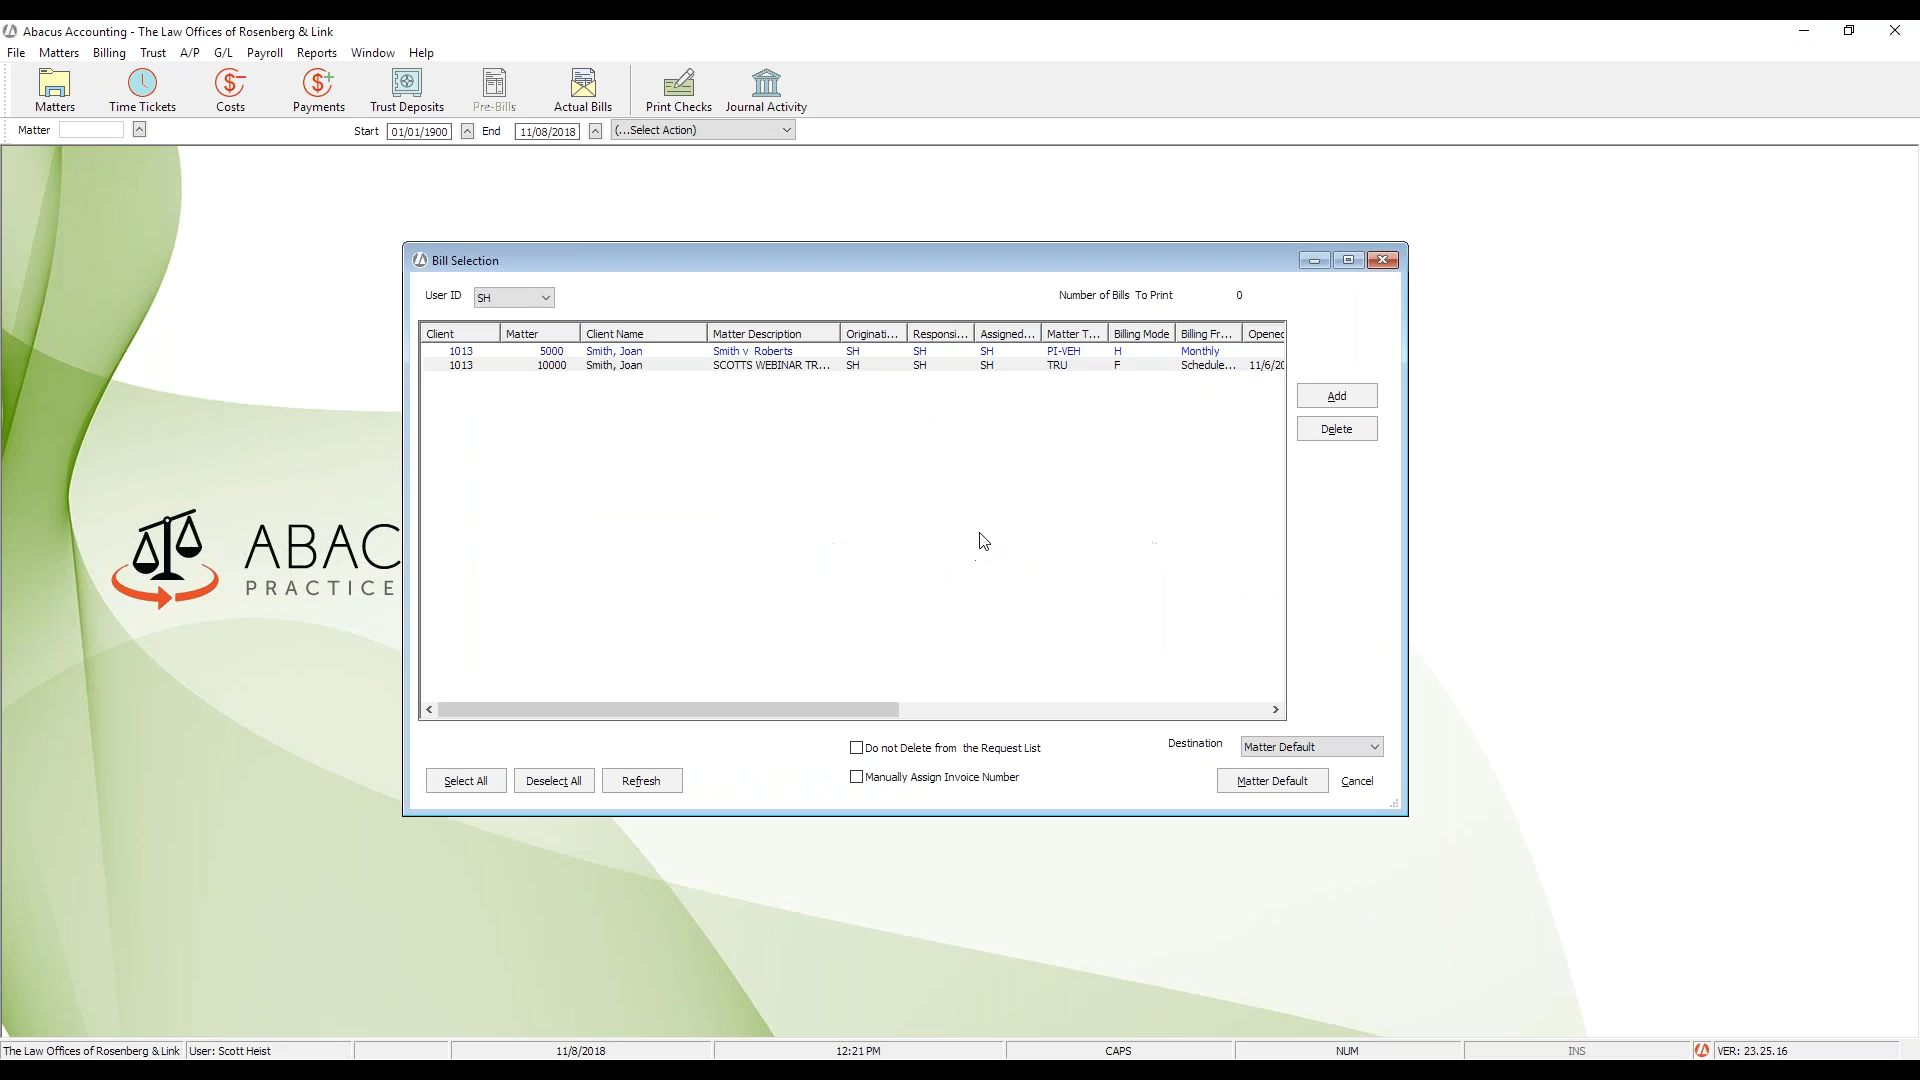 Abacus Accounting - The Law Offices of Rosenberg & Link
File Matters Billing Trust A/P G/L Payroll Reports Window Help
Matters Time Tickets Costs Payments Trust Deposits Pre-Bills Actual Bills Print Checks Journal Activity
Matter Start 01/01/1900 End 11/08/2018 (...Select Action)
Bill Selection
User ID SH Number of Bills To Print 0
Client Matter Client Name Matter Description Originati... Responsi... Assigned... Matter T... Billing Mode Billing Fr... Opened
1013 5000 Smith, Joan Smith v Roberts SH SH SH PI-VEH H Monthly
1013 10000 Smith, Joan SCOTTS WEBINAR TR... SH SH SH TRU F Schedule... 11/6/20
Add
Delete
ABAC
PRACTICE
Do not Delete from the Request List Destination Matter Default
Manually Assign Invoice Number
Select All Deselect All Refresh Matter Default Cancel
The Law Offices of Rosenberg & Link User: Scott Heist 11/8/2018 12:21 PM CAPS NUM INS VER: 23.25.16